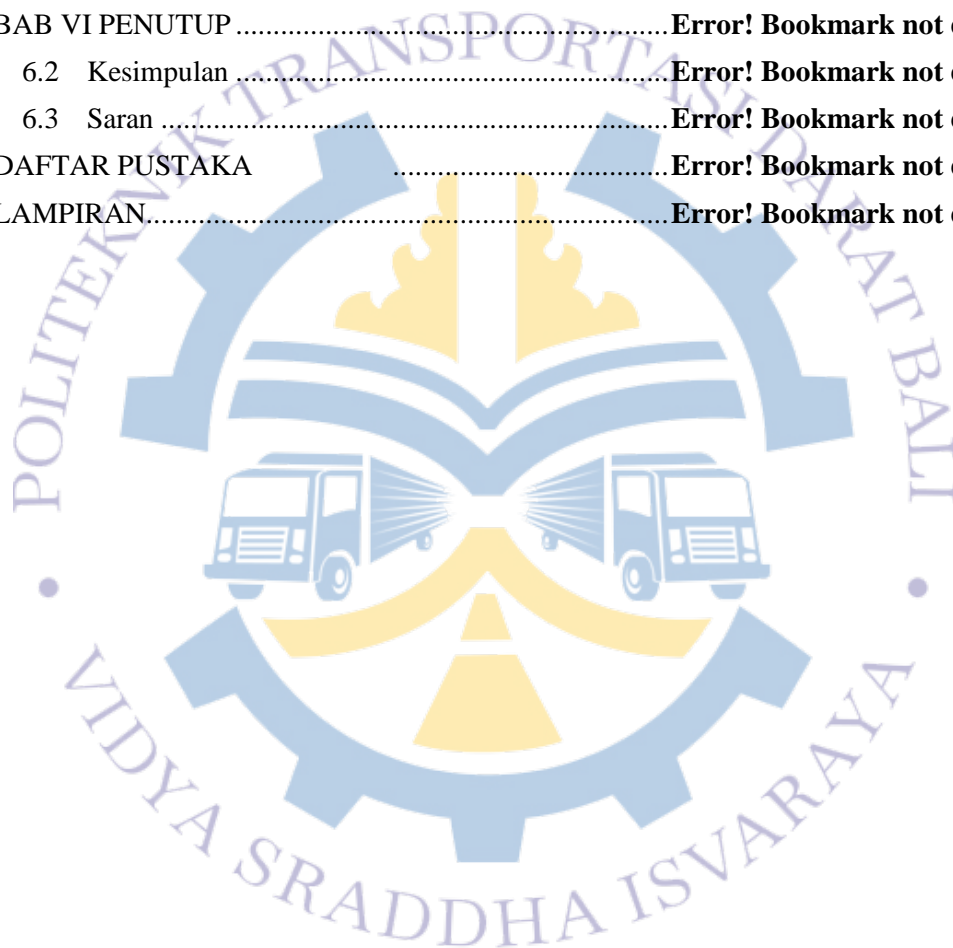 BAB VI PENUTUP ........................................................... Error! Bookmark not
6.2 Kesimpulan ........................................................... Error! Bookmark not
6.3 Saran ..................................................................... Error! Bookmark not
DAFTAR PUSTAKA ..................................... Error! Bookmark not
LAMPIRAN ...................................................................... Error! Bookmark not
POLITEKNIK TRANSPORTASI DARAT BALI
• VIDYA SRADDHA ISVARAYA •